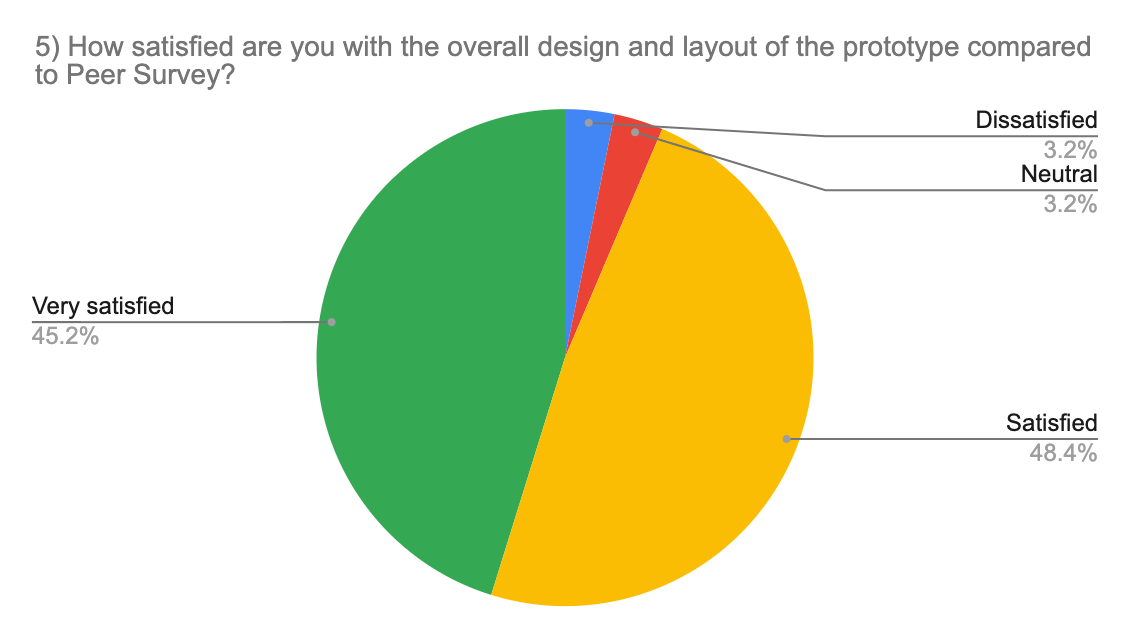 5) How satisfied are you with the overall design and layout of the prototype compared
to Peer Survey?
Dissatisfied
3.2%
Neutral
3.2%
Very satisfied
45.2%
Satisfied
48.4%